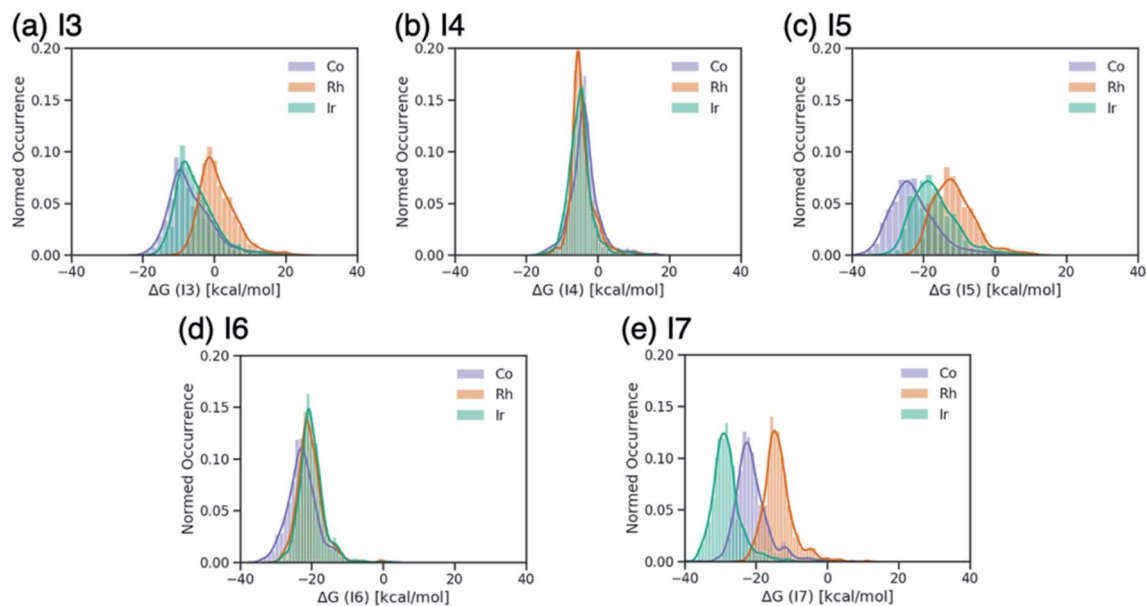 (a) I3
(b) I4
(c) I5
Normed Occurrence
0.20
0.15
0.10
0.05
0.00
Co
Rh
Ir
−40 −20 0 20 40
ΔG (I3) [kcal/mol]
Normed Occurrence
0.20
0.15
0.10
0.05
0.00
Co
Rh
Ir
−40 −20 0 20 40
ΔG (I4) [kcal/mol]
Normed Occurrence
0.20
0.15
0.10
0.05
0.00
Co
Rh
Ir
−40 −20 0 20 40
ΔG (I5) [kcal/mol]
(d) I6
(e) I7
Normed Occurrence
0.20
0.15
0.10
0.05
0.00
Co
Rh
Ir
−40 −20 0 20 40
ΔG (I6) [kcal/mol]
Normed Occurrence
0.20
0.15
0.10
0.05
0.00
Co
Rh
Ir
−40 −20 0 20 40
ΔG (I7) [kcal/mol]